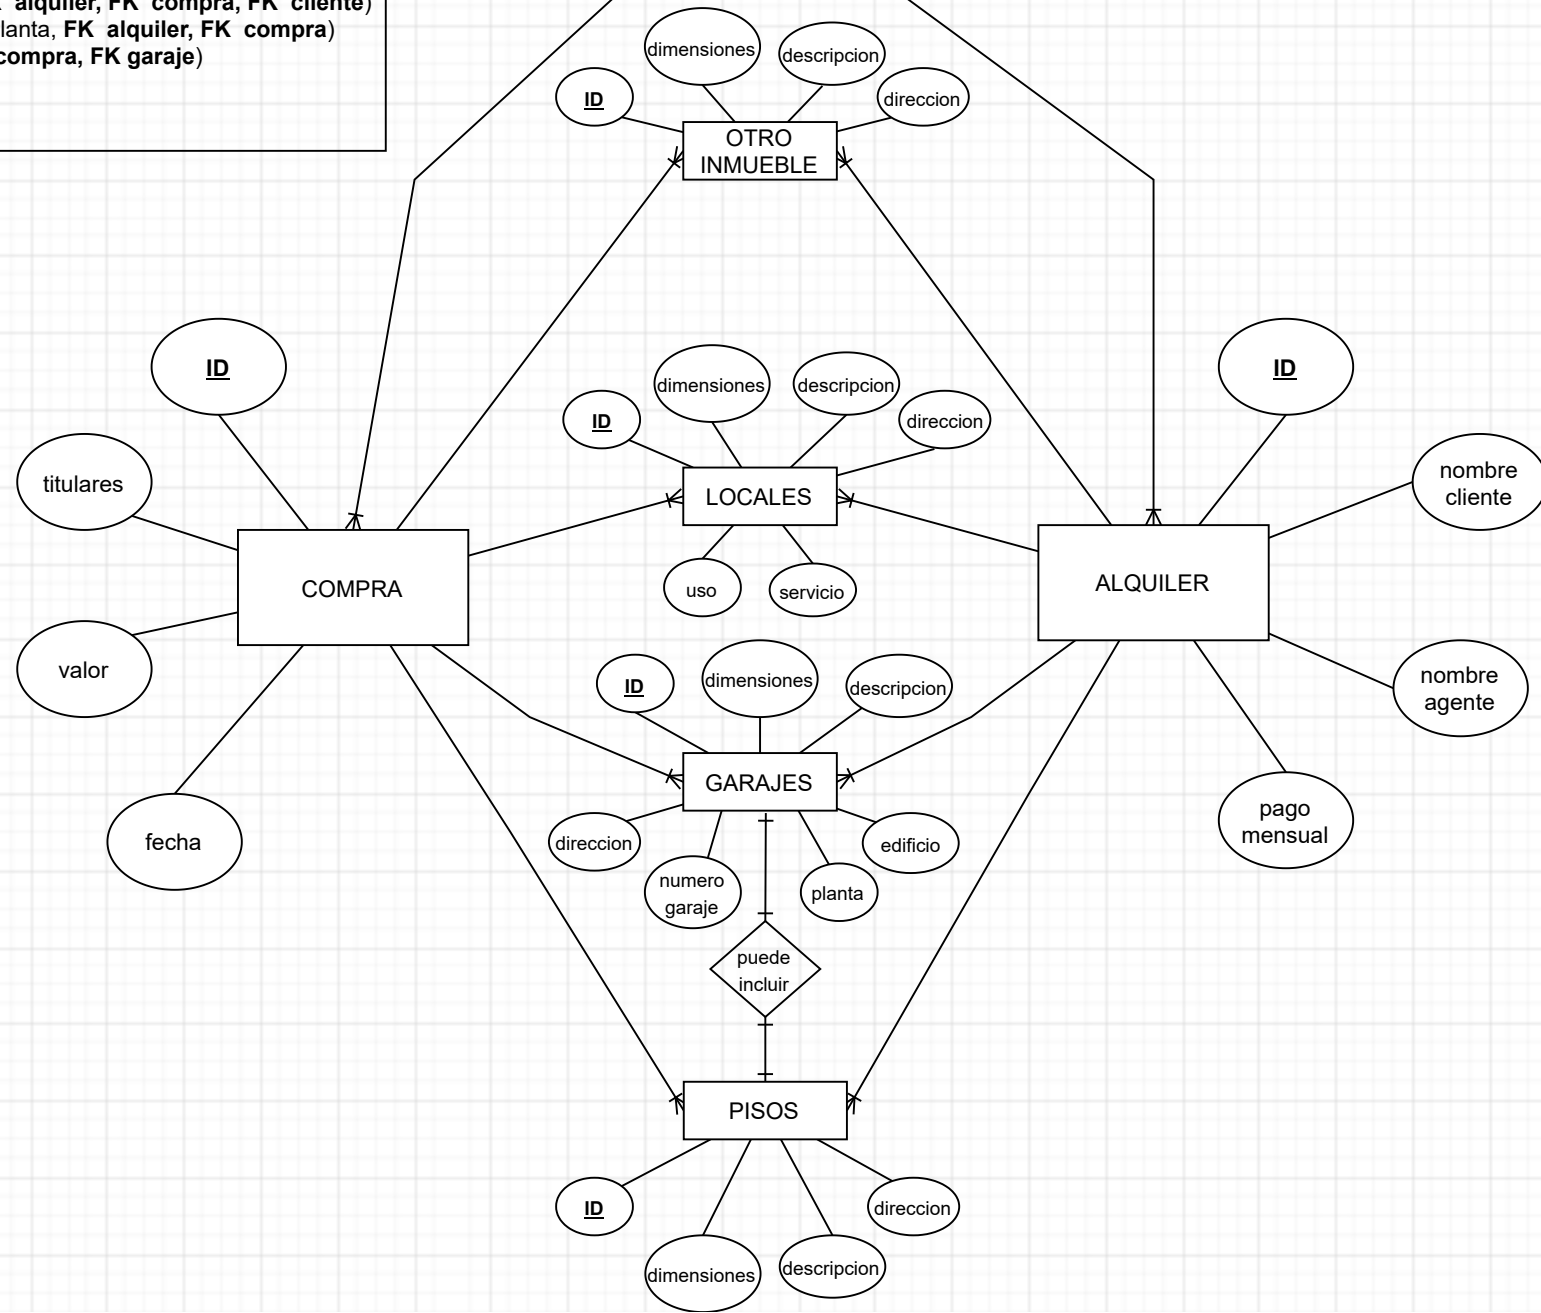 alquiler, FK compra, FK cliente)
lanta, FK alquiler, FK compra)
compra, FK garaje)
dimensiones
descripcion
ID
direccion
OTRO
INMUEBLE
ID
dimensiones
descripcion
ID
direccion
ID
titulares
LOCALES
nombre
cliente
COMPRA
ALQUILER
uso
servicio
valor
ID
dimensiones
descripcion
nombre
agente
GARAJES
fecha
direccion
edificio
numero
garaje
planta
pago
mensual
puede
incluir
PISOS
ID
direccion
dimensiones
descripcion